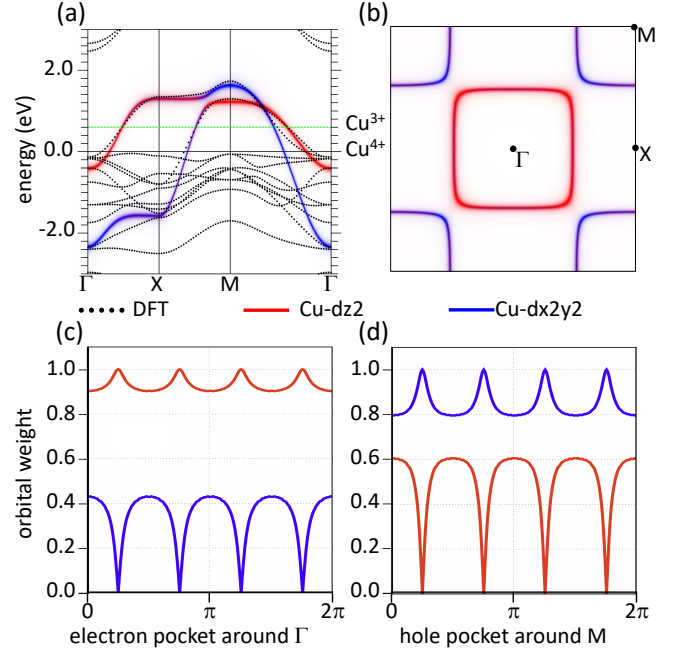 (a)
(b)
energy (eV)
2.0
0.0
-2.0
Γ
X
M
Γ
Cu3+
Cu4+
M
X
Γ
DFT
Cu-dz2
Cu-dx2y2
(c)
(d)
orbital weight
1.0
0.8
0.6
0.4
0.2
0.0
0
π
2π
electron pocket around Γ
1.0
0.8
0.6
0.4
0.2
0.0
0
π
2π
hole pocket around M